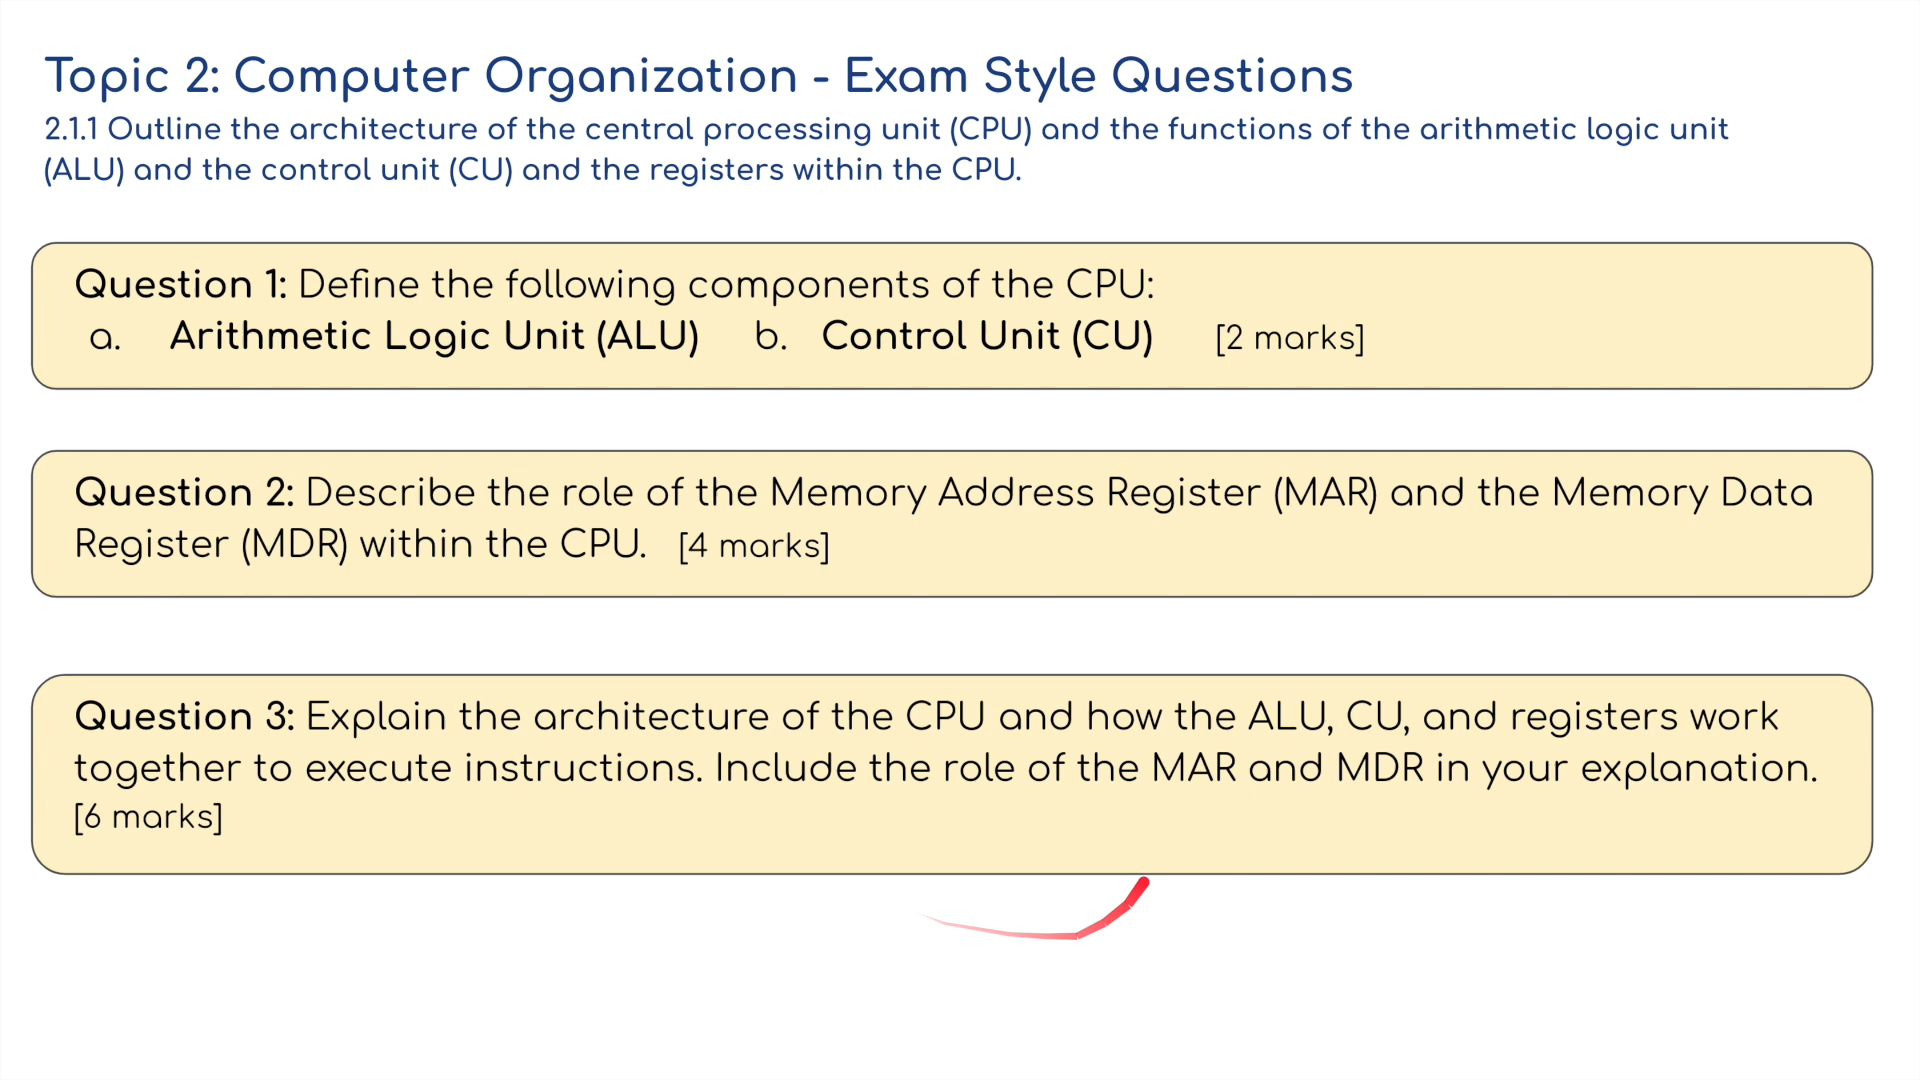 Topic 2: Computer Organization - Exam Style Questions
2.1.1 Outline the architecture of the central processing unit (CPU) and the functions of the arithmetic logic unit
(ALU) and the control unit (CU) and the registers within the CPU.
Question 1: Define the following components of the CPU:
a. Arithmetic Logic Unit (ALU) b. Control Unit (CU) [2 marks]
Question 2: Describe the role of the Memory Address Register (MAR) and the Memory Data
Register (MDR) within the CPU. [4 marks]
Question 3: Explain the architecture of the CPU and how the ALU, CU, and registers work
together to execute instructions. Include the role of the MAR and MDR in your explanation.
[6 marks]